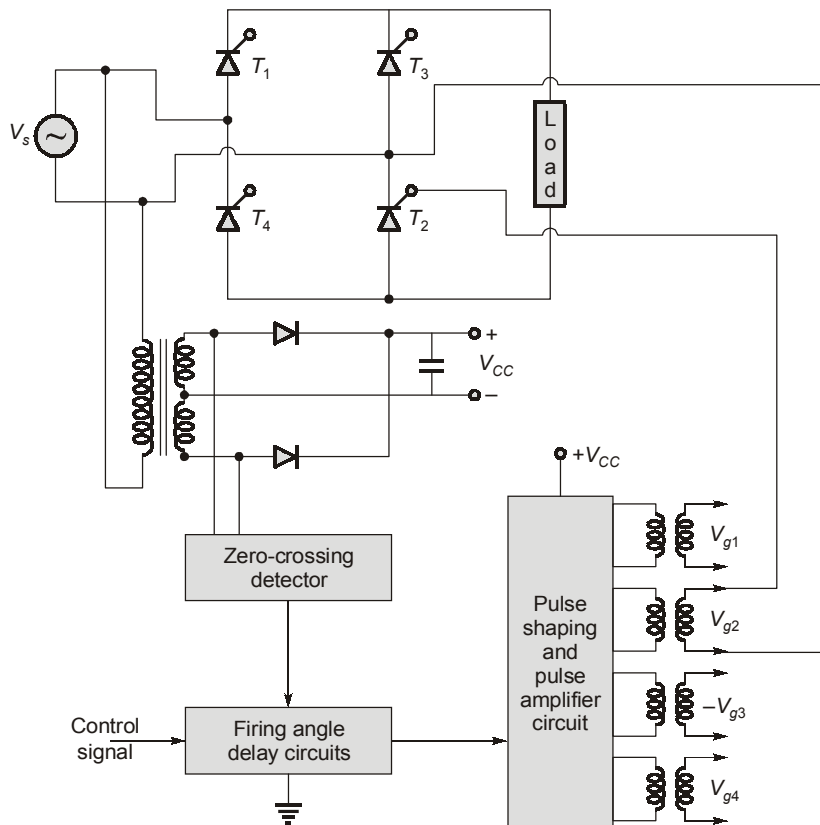 T1
T3
Vs
~
L
o
a
d
T4
T2
+
VCC
−
+VCC
Zero-crossing
detector
Vg1
Pulse
shaping
and
pulse
amplifier
circuit
Vg2
Control
signal
Firing angle
delay circuits
−Vg3
Vg4